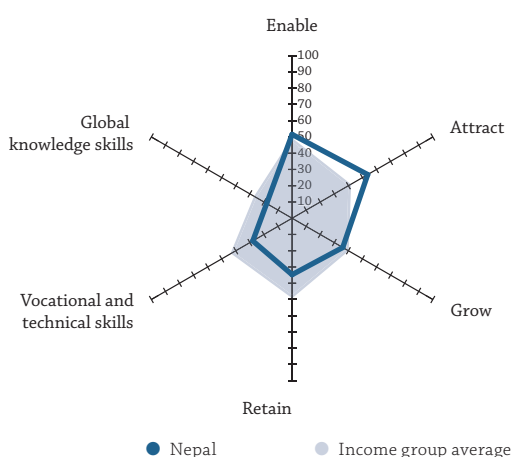 Enable
100
90
80
70
60
50
40
30
20
10
Attract
Global
knowledge skills
Vocational and
technical skills
Grow
Retain
Nepal
Income group average